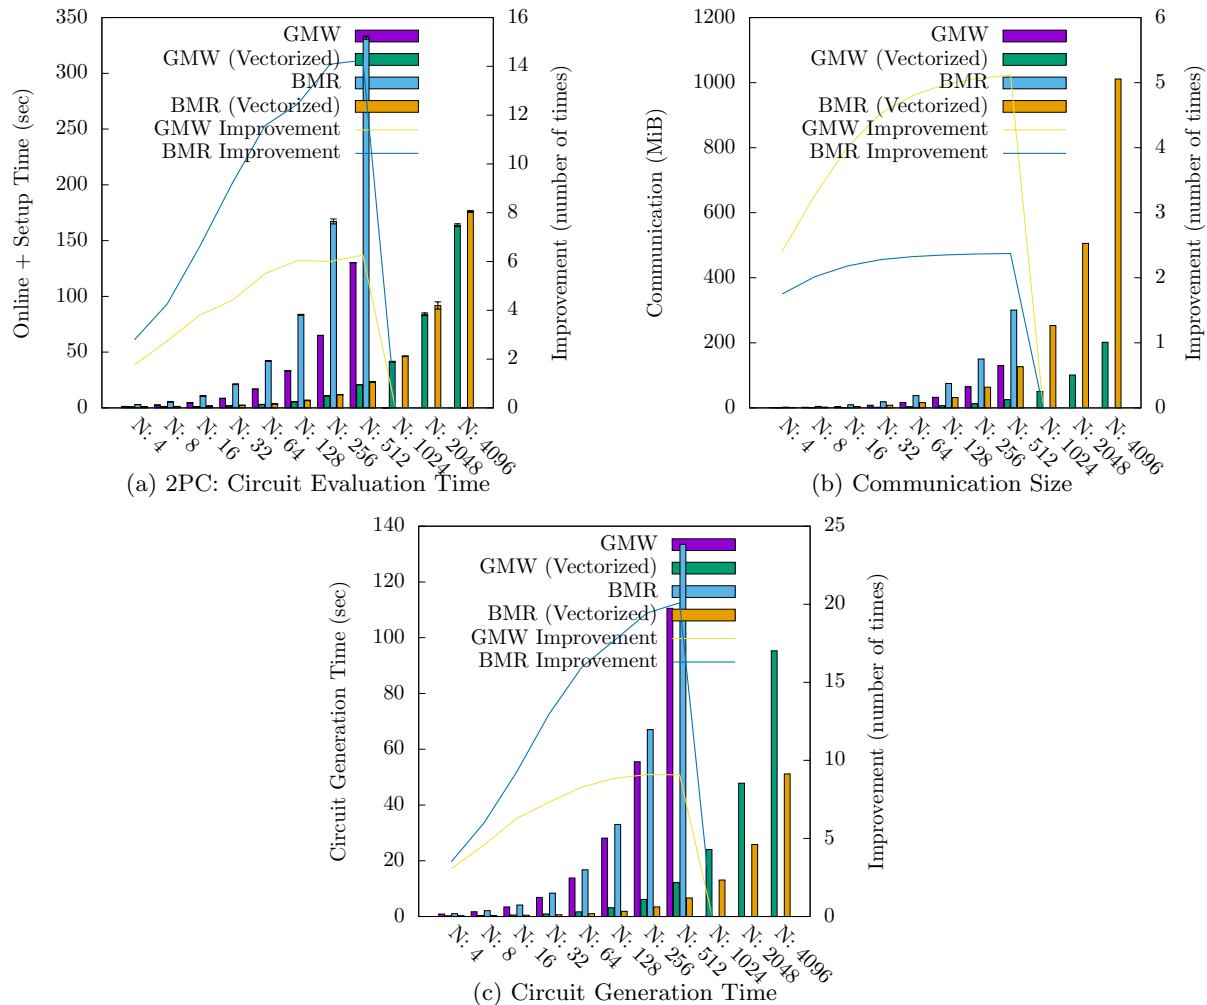 350
300
250
200
150
100
50
0
Online + Setup Time (sec)
16
14
12
10
8
6
4
2
0
Improvement (number of times)
GMW
GMW (Vectorized)
BMR
BMR (Vectorized)
GMW Improvement
BMR Improvement
N: 4
N: 8
N: 16
N: 32
N: 64
N: 128
N: 256
N: 512
N: 1024
N: 2048
N: 4096
(a) 2PC: Circuit Evaluation Time
1200
1000
800
600
400
200
0
Communication (MiB)
6
5
4
3
2
1
0
Improvement (number of times)
GMW
GMW (Vectorized)
BMR
BMR (Vectorized)
GMW Improvement
BMR Improvement
N: 4
N: 8
N: 16
N: 32
N: 64
N: 128
N: 256
N: 512
N: 1024
N: 2048
N: 4096
(b) Communication Size
140
120
100
80
60
40
20
0
Circuit Generation Time (sec)
25
20
15
10
5
0
Improvement (number of times)
GMW
GMW (Vectorized)
BMR
BMR (Vectorized)
GMW Improvement
BMR Improvement
N: 4
N: 8
N: 16
N: 32
N: 64
N: 128
N: 256
N: 512
N: 1024
N: 2048
N: 4096
(c) Circuit Generation Time